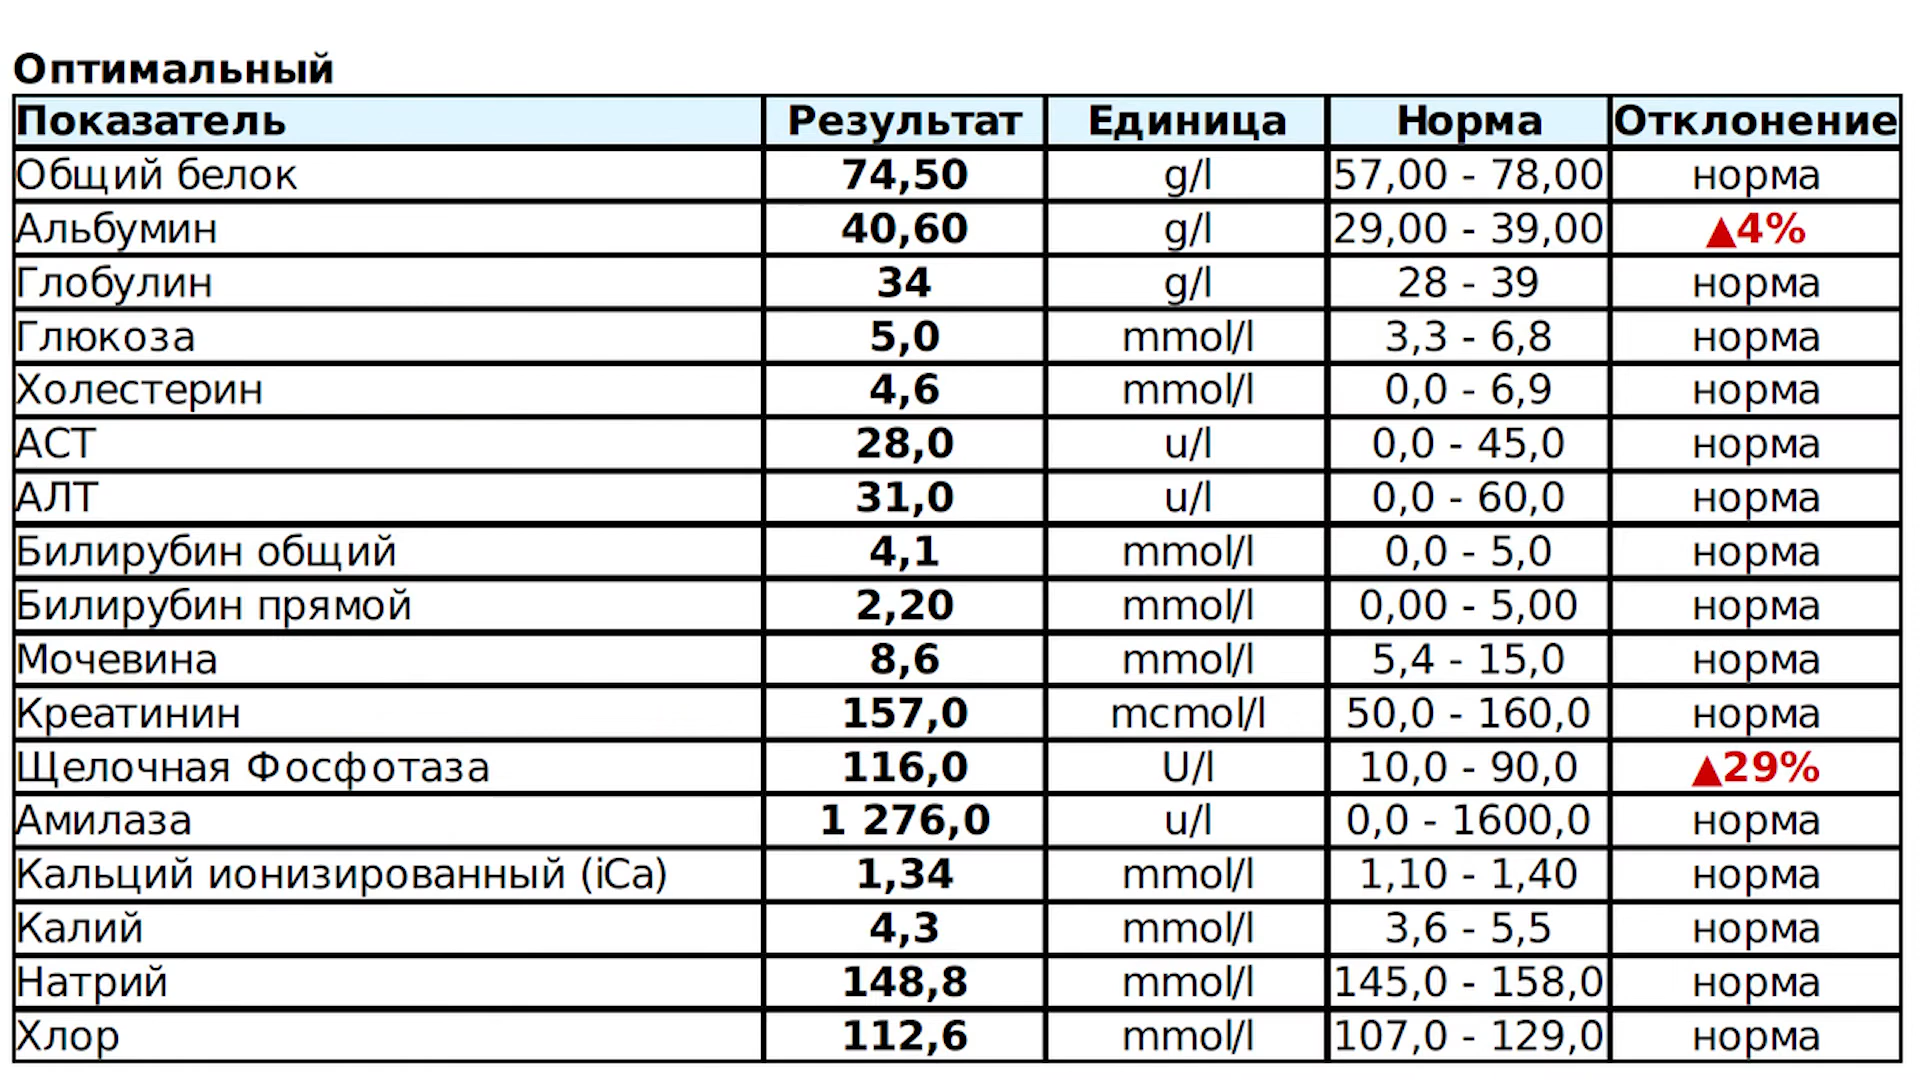 Оптимальный
Показатель Результат Единица Норма Отклонение
Общий белок 74,50 g/l 57,00 - 78,00 норма
Альбумин 40,60 g/l 29,00 - 39,00 ▲4%
Глобулин 34 g/l 28 - 39 норма
Глюкоза 5,0 mmol/l 3,3 - 6,8 норма
Холестерин 4,6 mmol/l 0,0 - 6,9 норма
АСТ 28,0 u/l 0,0 - 45,0 норма
АЛТ 31,0 u/l 0,0 - 60,0 норма
Билирубин общий 4,1 mmol/l 0,0 - 5,0 норма
Билирубин прямой 2,20 mmol/l 0,00 - 5,00 норма
Мочевина 8,6 mmol/l 5,4 - 15,0 норма
Креатинин 157,0 mcmol/l 50,0 - 160,0 норма
Щелочная Фосфотаза 116,0 U/l 10,0 - 90,0 ▲29%
Амилаза 1 276,0 u/l 0,0 - 1600,0 норма
Кальций ионизированный (iCa) 1,34 mmol/l 1,10 - 1,40 норма
Калий 4,3 mmol/l 3,6 - 5,5 норма
Натрий 148,8 mmol/l 145,0 - 158,0 норма
Хлор 112,6 mmol/l 107,0 - 129,0 норма